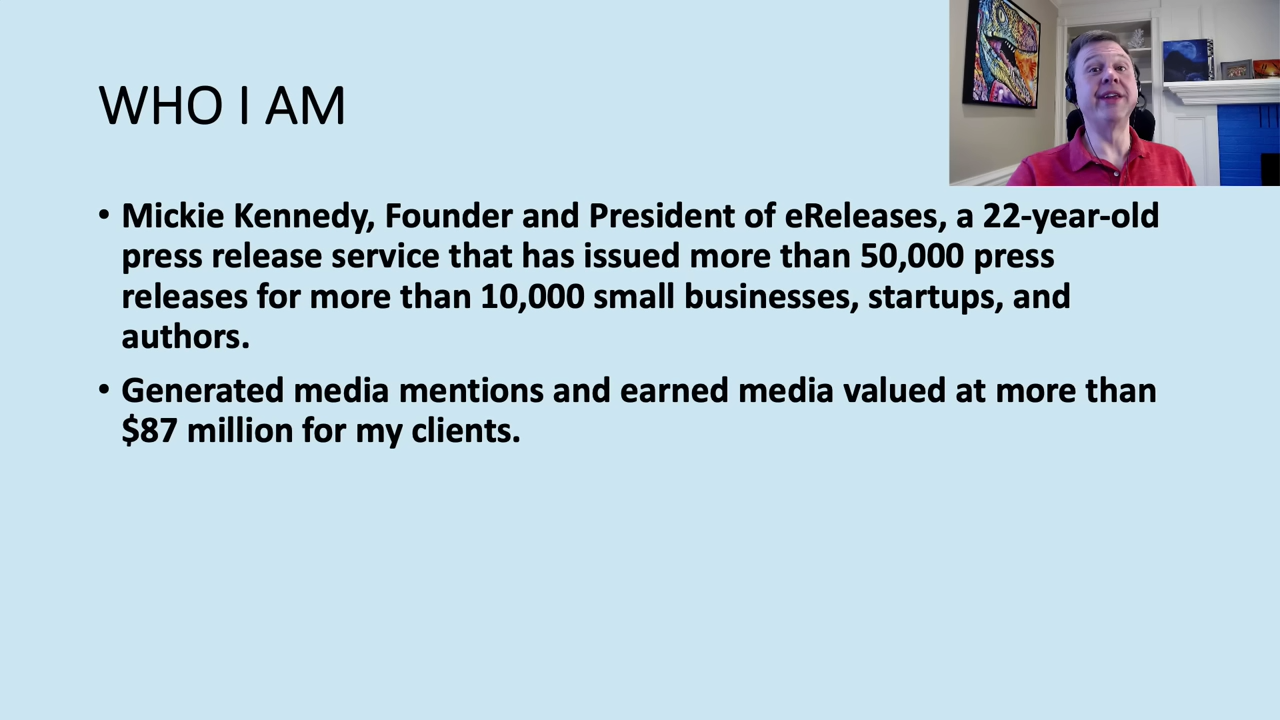 WHO I AM
• Mickie Kennedy, Founder and President of eReleases, a 22-year-old
press release service that has issued more than 50,000 press
releases for more than 10,000 small businesses, startups, and
authors.
• Generated media mentions and earned media valued at more than
$87 million for my clients.